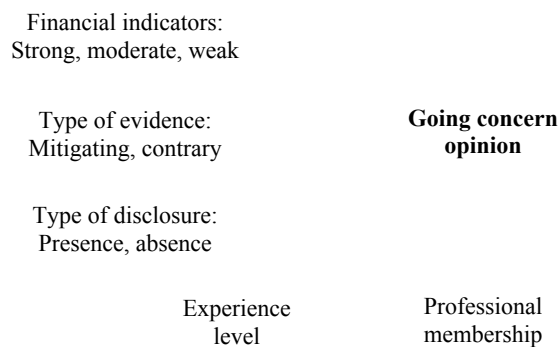 Financial indicators:
Strong, moderate, weak
Type of evidence:
Mitigating, contrary
Going concern
opinion
Type of disclosure:
Presence, absence
Experience
level
Professional
membership